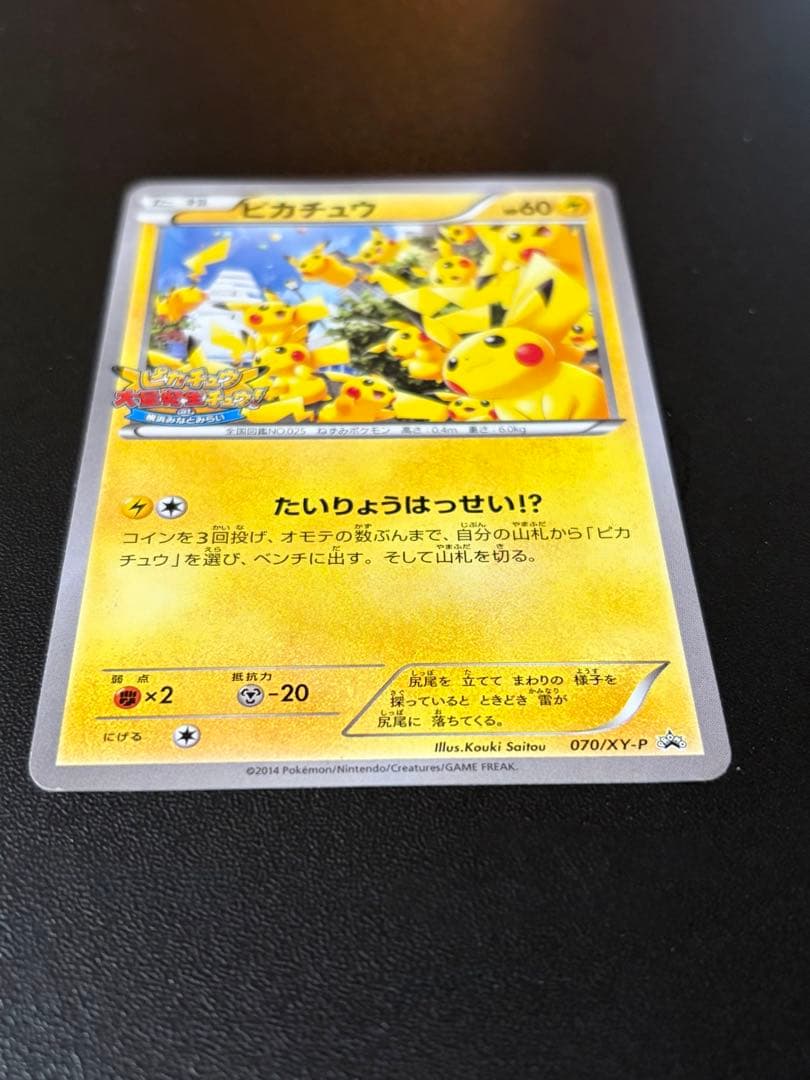 たね
ピカチュウ
HP60
ピカチュウ
大量発生チュウ!
in
横浜みなとみらい
全国図鑑NO.025 ねずみポケモン 高さ:0.4m 重さ:6.0kg
たいりょうはっせい!?
コインを3回投げ、オモテの数ぶんまで、自分の山札から「ピカ
チュウ」を選び、ベンチに出す。そして山札を切る。
弱点
×2
抵抗力
-20
にげる
尻尾を 立てて まわりの 様子を
探っていると ときどき 雷が
尻尾に 落ちてくる。
Illus.Kouki Saitou
070/XY-P
©2014 Pokémon/Nintendo/Creatures/GAME FREAK.